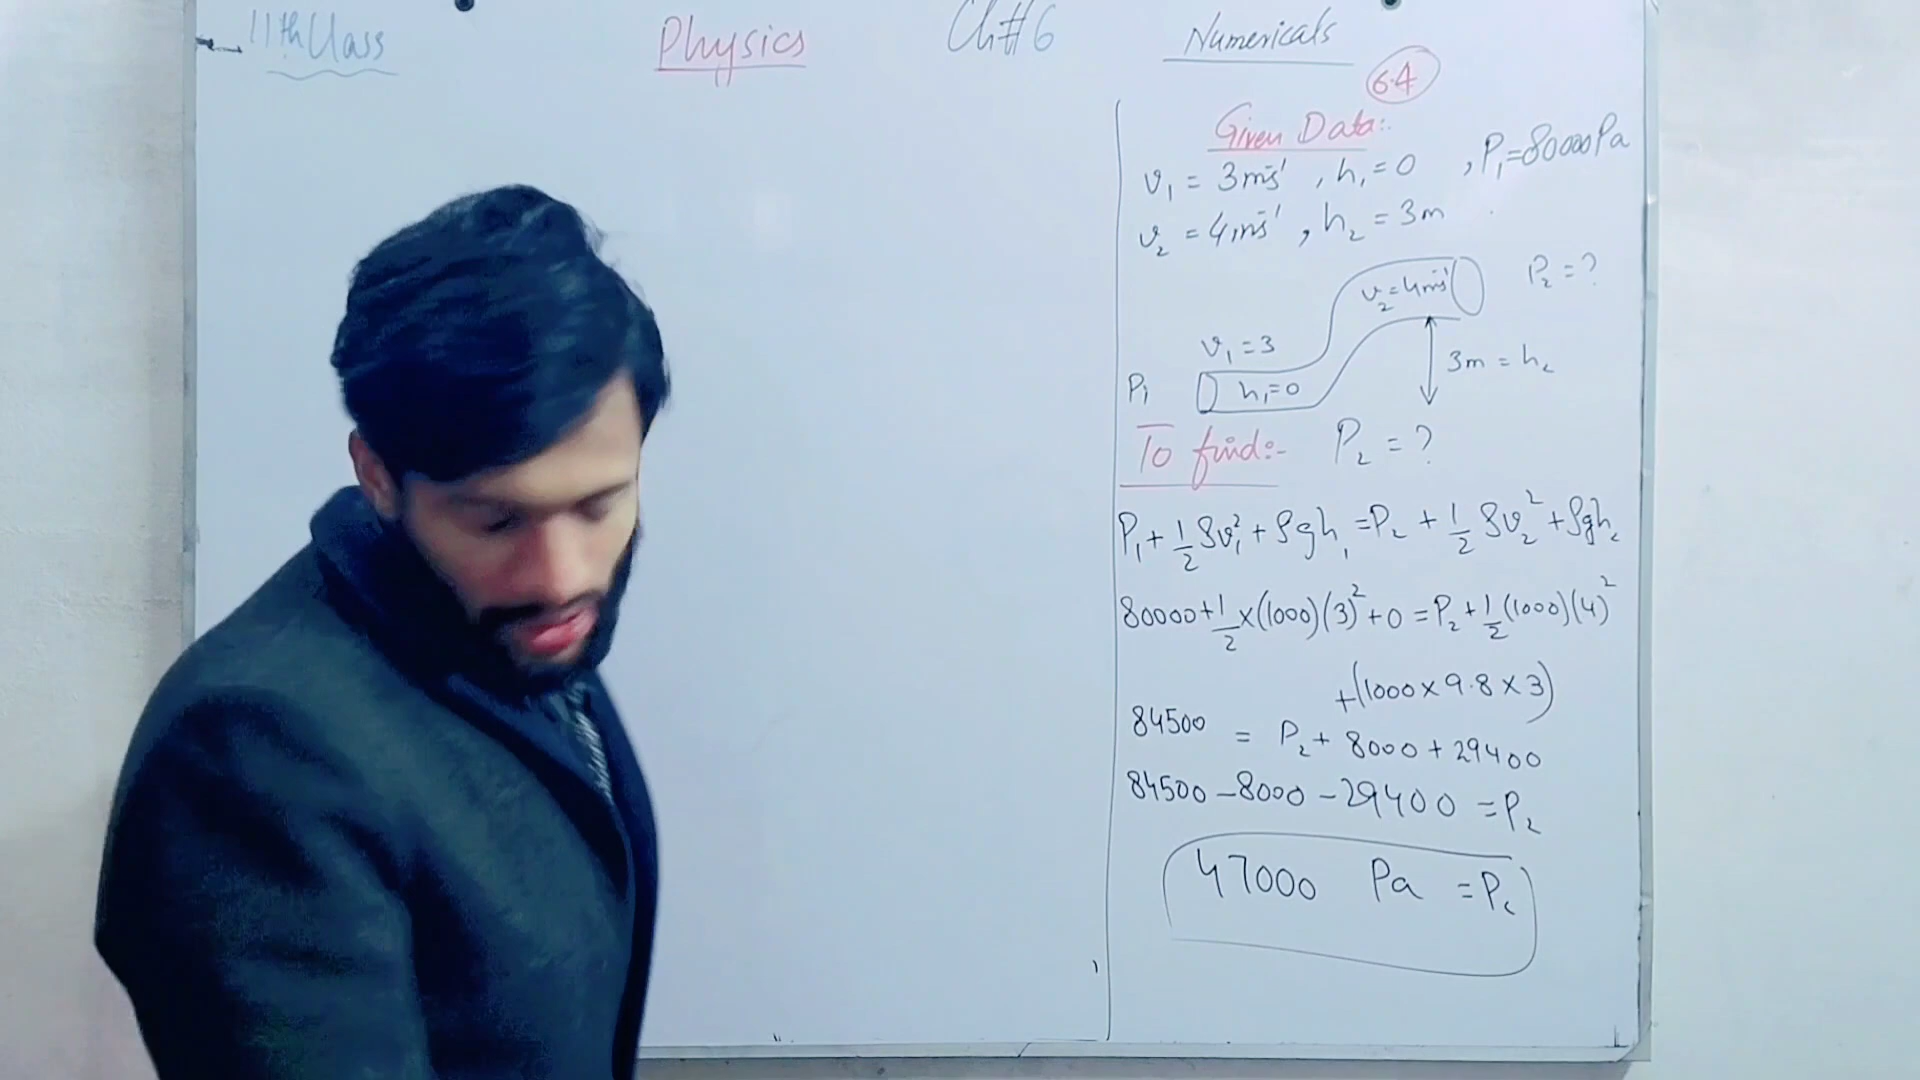 11th Class Physics Ch#6 Numericals
6.4
Given Data:-
v₁ = 3ms⁻¹ , h₁ = 0 , P₁ = 80000Pa
v₂ = 4ms⁻¹ , h₂ = 3m
v₂ = 4ms⁻¹ P₂ = ?
v₁ = 3
3m = h₂
P₁ h₁ = 0
To find:- P₂ = ?
P₁ + 1/2 ρv₁² + ρgh₁ = P₂ + 1/2 ρv₂² + ρgh₂
80000 + 1/2 × (1000)(3)² + 0 = P₂ + 1/2 (1000)(4)²
+ (1000 × 9.8 × 3)
84500 = P₂ + 8000 + 29400
84500 – 8000 – 29400 = P₂
47000 Pa = P₂